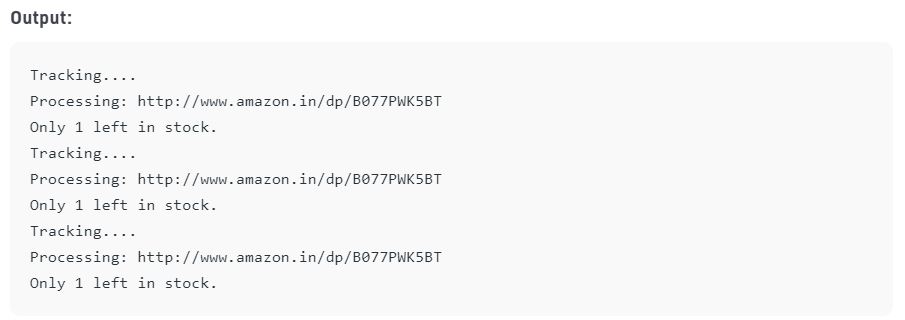 Output:
Tracking....
Processing: http://www.amazon.in/dp/B077PWK5BT
Only 1 left in stock.
Tracking....
Processing: http://www.amazon.in/dp/B077PWK5BT
Only 1 left in stock.
Tracking....
Processing: http://www.amazon.in/dp/B077PWK5BT
Only 1 left in stock.